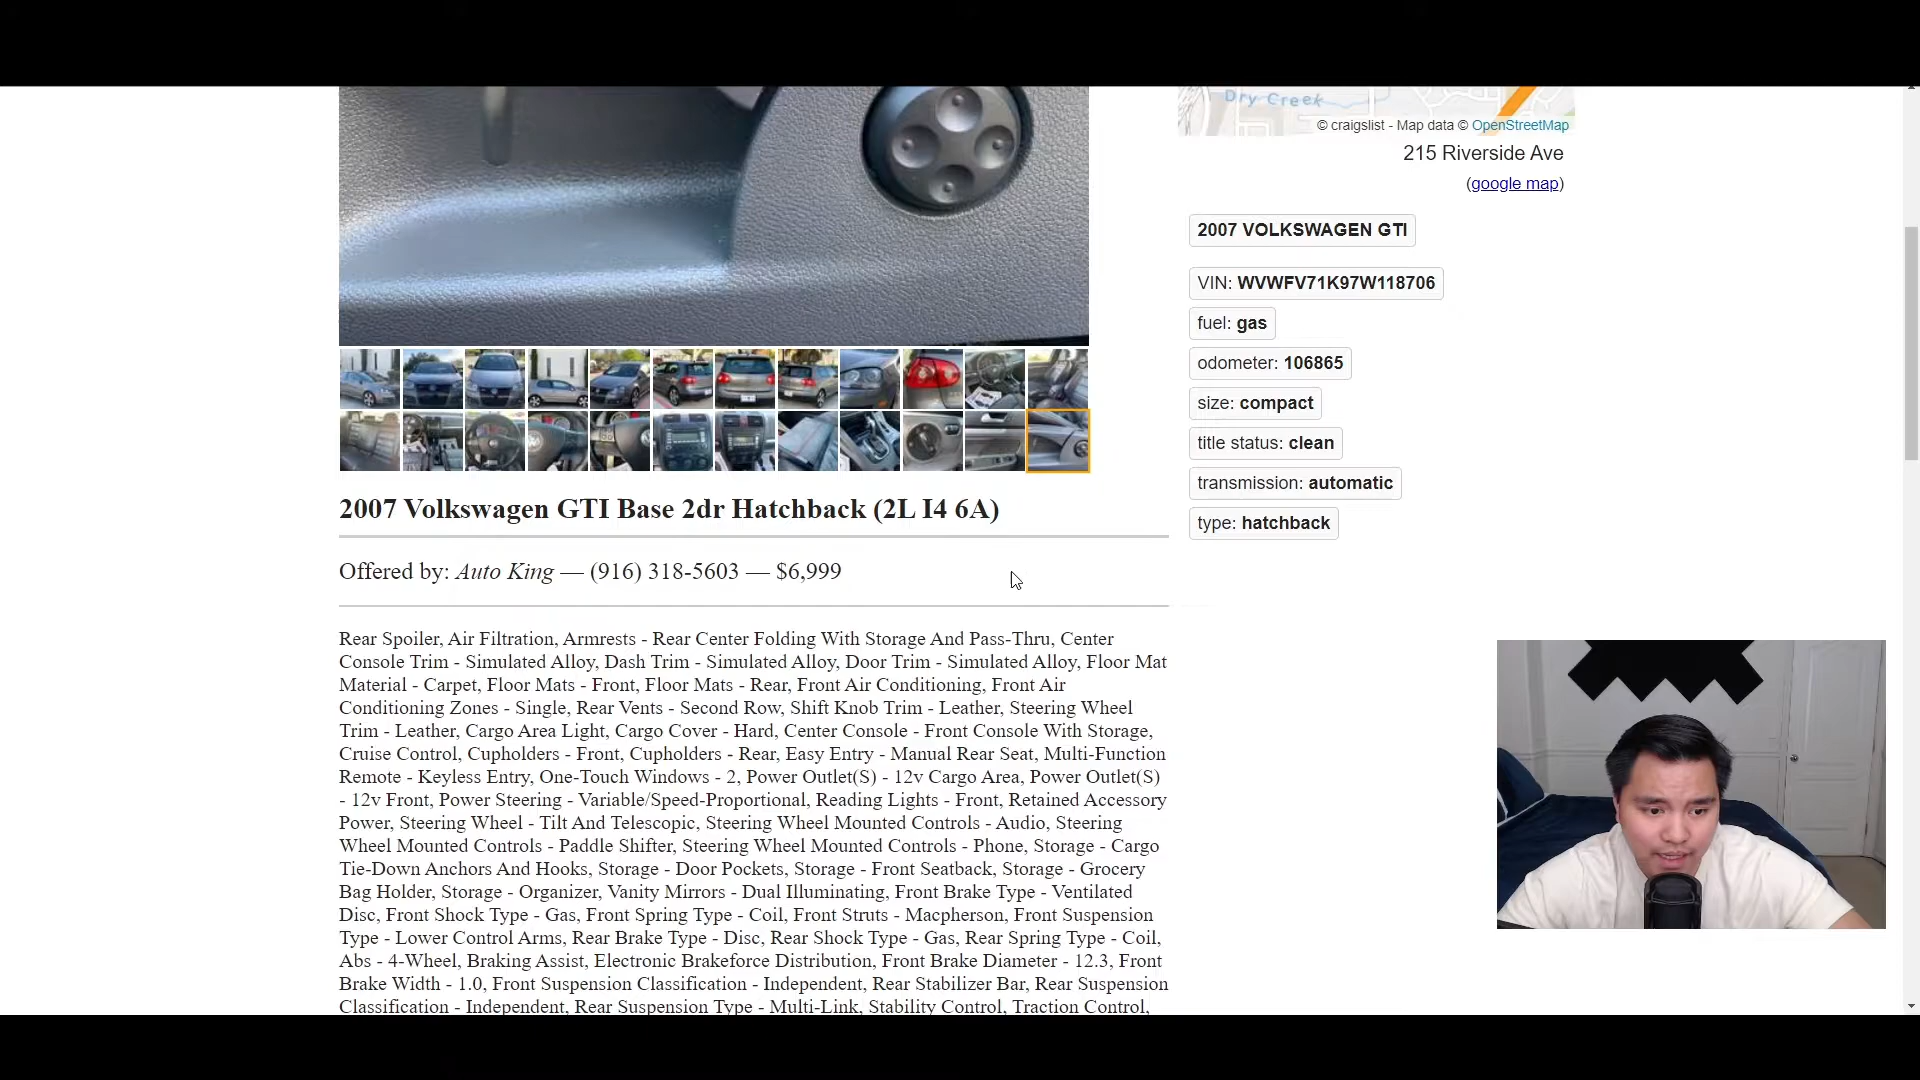 Dry Creek
© craigslist - Map data © OpenStreetMap
215 Riverside Ave
(google map)
2007 VOLKSWAGEN GTI
VIN: WVWFV71K97W118706
fuel: gas
odometer: 106865
size: compact
title status: clean
transmission: automatic
type: hatchback
2007 Volkswagen GTI Base 2dr Hatchback (2L I4 6A)
Offered by: Auto King — (916) 318-5603 — $6,999
Rear Spoiler, Air Filtration, Armrests - Rear Center Folding With Storage And Pass-Thru, Center
Console Trim - Simulated Alloy, Dash Trim - Simulated Alloy, Door Trim - Simulated Alloy, Floor Mat
Material - Carpet, Floor Mats - Front, Floor Mats - Rear, Front Air Conditioning, Front Air
Conditioning Zones - Single, Rear Vents - Second Row, Shift Knob Trim - Leather, Steering Wheel
Trim - Leather, Cargo Area Light, Cargo Cover - Hard, Center Console - Front Console With Storage,
Cruise Control, Cupholders - Front, Cupholders - Rear, Easy Entry - Manual Rear Seat, Multi-Function
Remote - Keyless Entry, One-Touch Windows - 2, Power Outlet(S) - 12v Cargo Area, Power Outlet(S)
- 12v Front, Power Steering - Variable/Speed-Proportional, Reading Lights - Front, Retained Accessory
Power, Steering Wheel - Tilt And Telescopic, Steering Wheel Mounted Controls - Audio, Steering
Wheel Mounted Controls - Paddle Shifter, Steering Wheel Mounted Controls - Phone, Storage - Cargo
Tie-Down Anchors And Hooks, Storage - Door Pockets, Storage - Front Seatback, Storage - Grocery
Bag Holder, Storage - Organizer, Vanity Mirrors - Dual Illuminating, Front Brake Type - Ventilated
Disc, Front Shock Type - Gas, Front Spring Type - Coil, Front Struts - Macpherson, Front Suspension
Type - Lower Control Arms, Rear Brake Type - Disc, Rear Shock Type - Gas, Rear Spring Type - Coil,
Abs - 4-Wheel, Braking Assist, Electronic Brakeforce Distribution, Front Brake Diameter - 12.3, Front
Brake Width - 1.0, Front Suspension Classification - Independent, Rear Stabilizer Bar, Rear Suspension
Classification - Independent, Rear Suspension Type - Multi-Link, Stability Control, Traction Control,